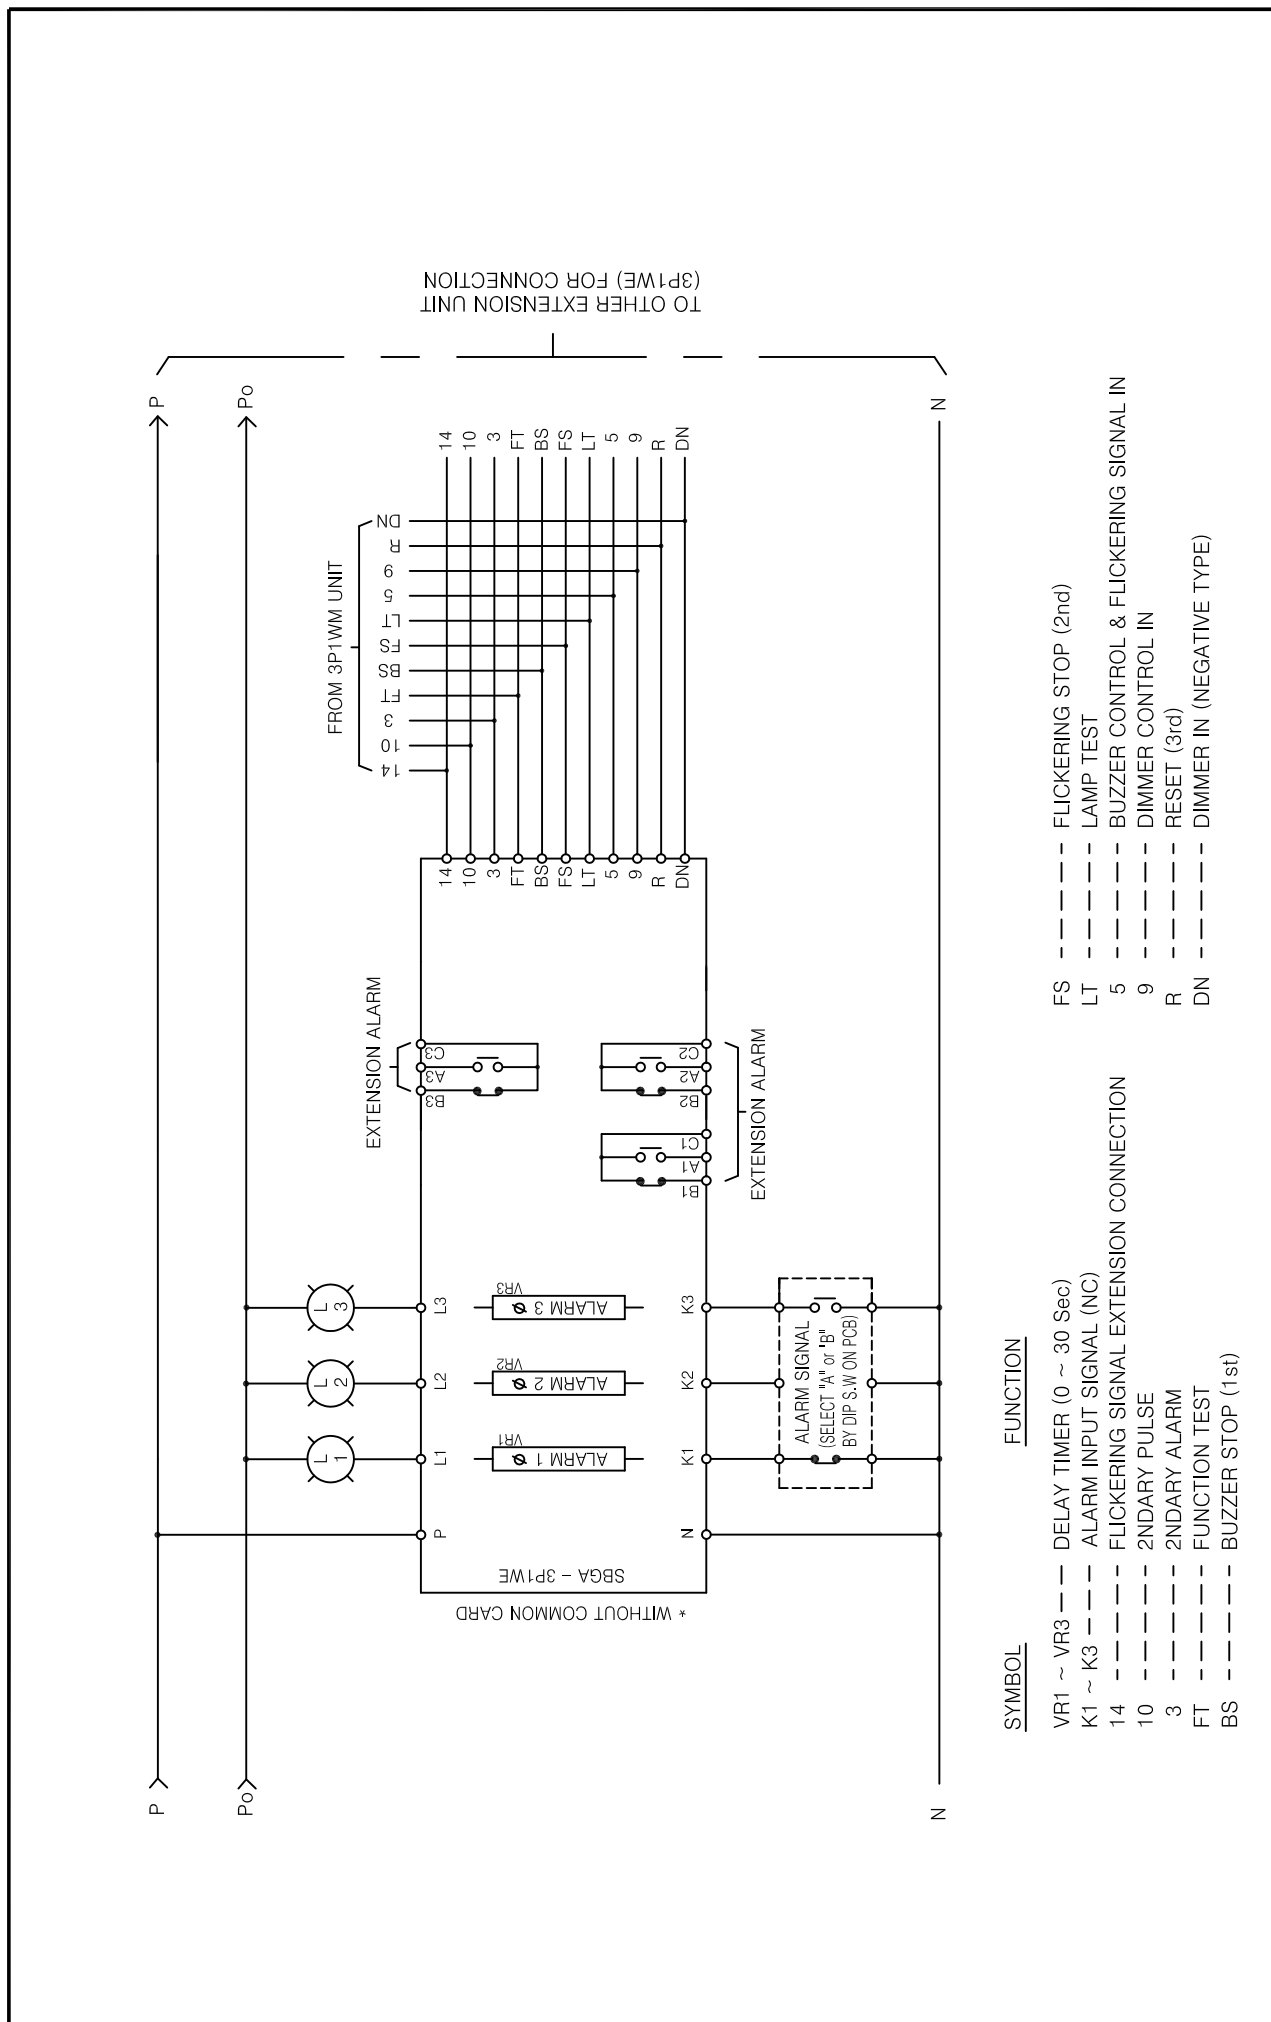 P
P
Po
Po
N
N
TO OTHER EXTENSION UNIT
(3P1WE) FOR CONNECTION
FROM 3P1WM UNIT
14
10
3
FT
BS
FS
LT
5
9
R
DN
14
10
3
FT
BS
FS
LT
5
9
R
DN
14
10
3
FT
BS
FS
LT
5
9
R
DN
L
1
L
2
L
3
EXTENSION ALARM
B3
A3
C3
P
L1
L2
L3
VR1
VR2
VR3
ALARM 1
ALARM 2
ALARM 3
SBGA - 3P1WE
* WITHOUT COMMON CARD
N
K1
K2
K3
B1
A1
C1
B2
A2
C2
EXTENSION ALARM
ALARM SIGNAL
(SELECT "A" or "B"
BY DIP S.W ON PCB)
SYMBOL
FUNCTION
VR1 ~ VR3 — — DELAY TIMER (0 ~ 30 Sec)
K1 ~ K3 - — — — ALARM INPUT SIGNAL (NC)
14 - - — — — — - - FLICKERING SIGNAL EXTENSION CONNECTION
10 - - — — — — - - 2NDARY PULSE
3 - - — — — — - - 2NDARY ALARM
FT - - — — — — - - FUNCTION TEST
BS - - — — — — - - BUZZER STOP (1st)
FS - - — — — — - - FLICKERING STOP (2nd)
LT - - — — — — - - LAMP TEST
5 - - — — — — - - BUZZER CONTROL & FLICKERING SIGNAL IN
9 - - — — — — - - DIMMER CONTROL IN
R - - — — — — - - RESET (3rd)
DN - - — — — — - - DIMMER IN (NEGATIVE TYPE)